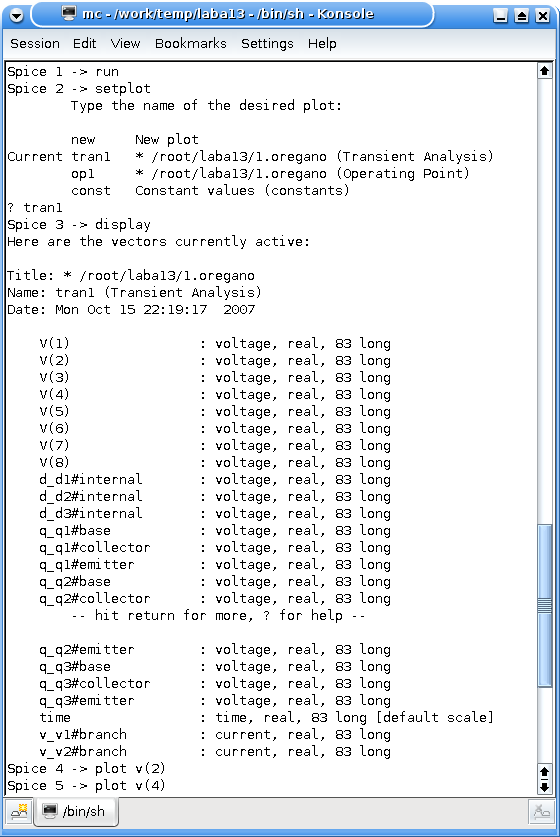 mc - /work/temp/laba13 - /bin/sh - Konsole
Session Edit View Bookmarks Settings Help
Spice 1 -> run
Spice 2 -> setplot
Type the name of the desired plot:
new New plot
Current tran1 * /root/laba13/1.oregano (Transient Analysis)
op1 * /root/laba13/1.oregano (Operating Point)
const Constant values (constants)
? tran1
Spice 3 -> display
Here are the vectors currently active:
Title: * /root/laba13/1.oregano
Name: tran1 (Transient Analysis)
Date: Mon Oct 15 22:19:17 2007
V(1) : voltage, real, 83 long
V(2) : voltage, real, 83 long
V(3) : voltage, real, 83 long
V(4) : voltage, real, 83 long
V(5) : voltage, real, 83 long
V(6) : voltage, real, 83 long
V(7) : voltage, real, 83 long
V(8) : voltage, real, 83 long
d_d1#internal : voltage, real, 83 long
d_d2#internal : voltage, real, 83 long
d_d3#internal : voltage, real, 83 long
q_q1#base : voltage, real, 83 long
q_q1#collector : voltage, real, 83 long
q_q1#emitter : voltage, real, 83 long
q_q2#base : voltage, real, 83 long
q_q2#collector : voltage, real, 83 long
-- hit return for more, ? for help --
q_q2#emitter : voltage, real, 83 long
q_q3#base : voltage, real, 83 long
q_q3#collector : voltage, real, 83 long
q_q3#emitter : voltage, real, 83 long
time : time, real, 83 long [default scale]
v_v1#branch : current, real, 83 long
v_v2#branch : current, real, 83 long
Spice 4 -> plot v(2)
Spice 5 -> plot v(4)
/bin/sh